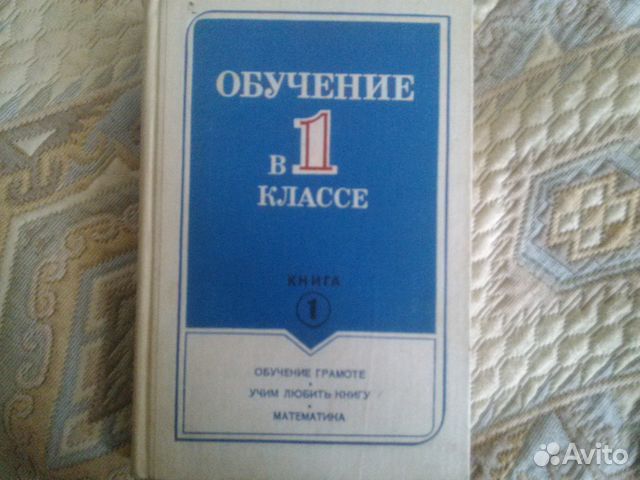 ОБУЧЕНИЕ
В 1
КЛАССЕ
КНИГА
1
ОБУЧЕНИЕ ГРАМОТЕ
УЧИМ ЛЮБИТЬ КНИГУ
МАТЕМАТИКА
Avito